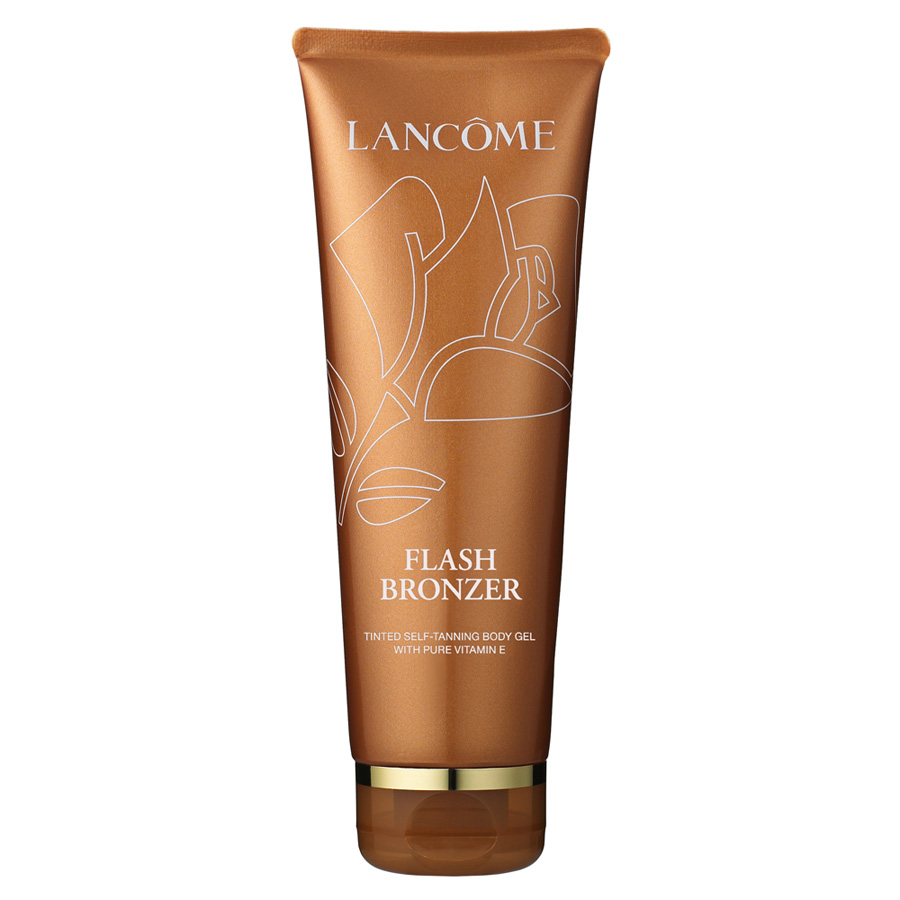 LANCÔME
FLASH
BRONZER
TINTED SELF-TANNING BODY GEL
WITH PURE VITAMIN E